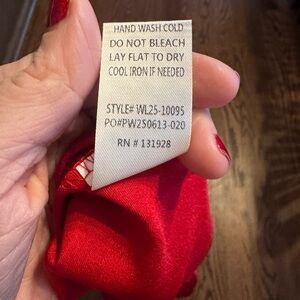 HAND WASH COLD
DO NOT BLEACH
LAY FLAT TO DRY
COOL IRON IF NEEDED
STYLE# WL25-10095
PO#PW250613-020
RN # 131928